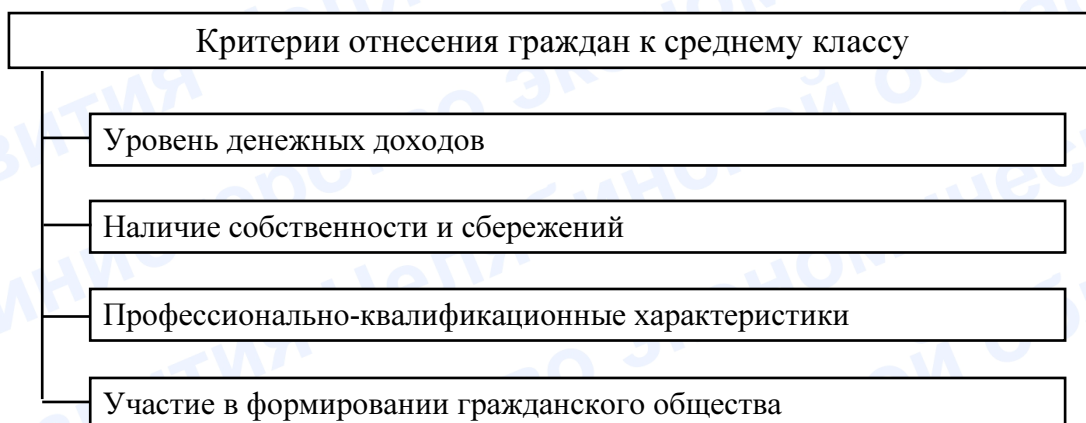 Критерии отнесения граждан к среднему классу
Уровень денежных доходов
Наличие собственности и сбережений
Профессионально-квалификационные характеристики
Участие в формировании гражданского общества